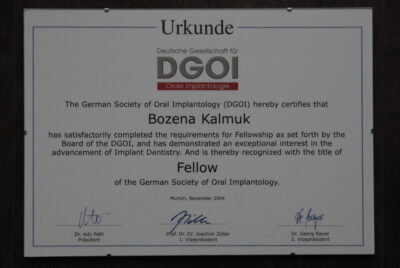 Urkunde
Deutsche Gesellschaft für
DGOI
Orale Implantologie
The German Society of Oral Implantology (DGOI) hereby certifies that
Bozena Kalmuk
has satisfactorily completed the requirements for Fellowship as set forth by the
Board of the DGOI, and has demonstrated an exceptional interest in the
advancement of Implant Dentistry. And is thereby recognized with the title of
Fellow
of the German Society of Oral Implantology.
Munich, November 2004
Dr. Ady Palti
Präsident
Prof. Dr. Dr. Joachim Zöller
1. Vizepräsident
Dr. Georg Bayer
2. Vizepräsident